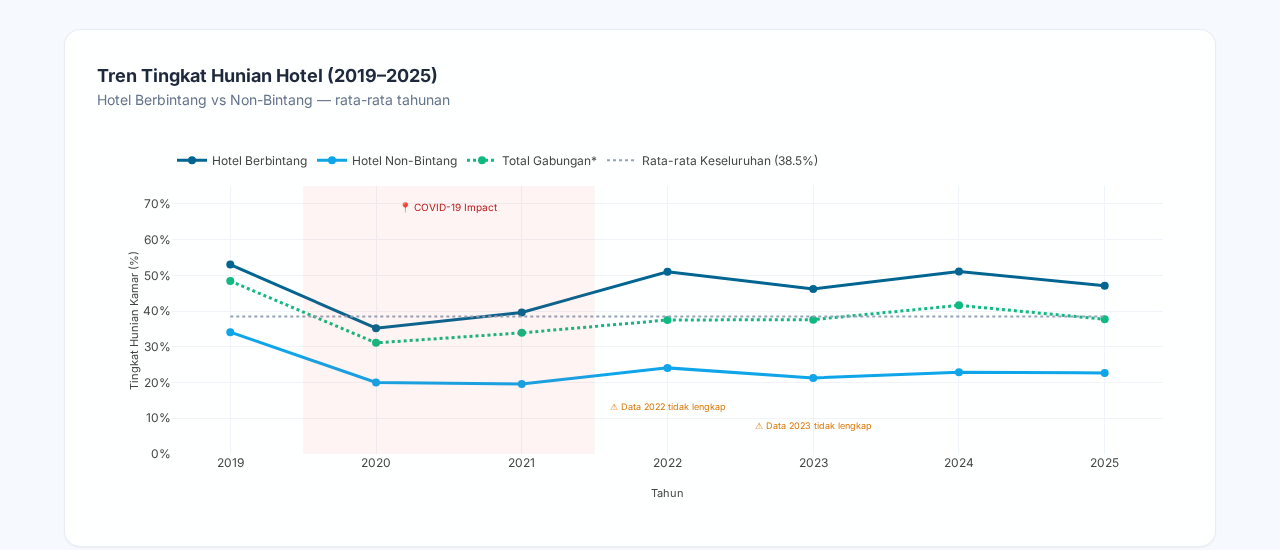 Tren Tingkat Hunian Hotel (2019–2025)
Hotel Berbintang vs Non-Bintang — rata-rata tahunan
Hotel Berbintang
Hotel Non-Bintang
Total Gabungan*
Rata-rata Keseluruhan (38.5%)
📍 COVID-19 Impact
Tingkat Hunian Kamar (%)
70%
60%
50%
40%
30%
20%
10%
0%
⚠ Data 2022 tidak lengkap
⚠ Data 2023 tidak lengkap
2019
2020
2021
2022
2023
2024
2025
Tahun